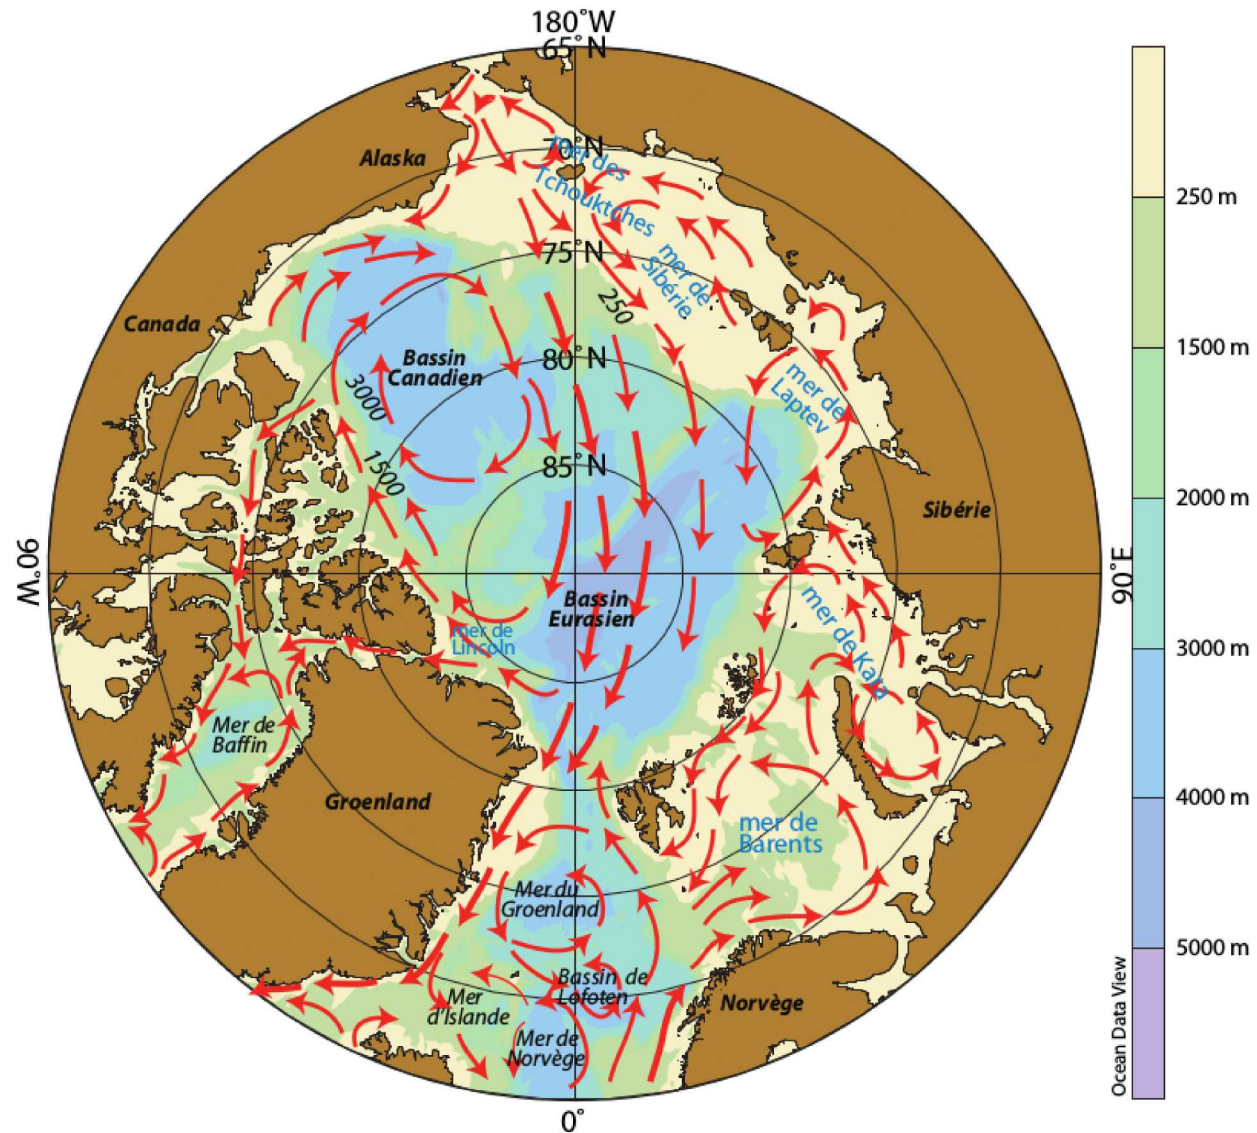 180°W
65°N
70°N
75°N
80°N
85°N
mer des
Tchouktches
mer de
Sibérie
Alaska
Canada
250
Bassin
Canadien
3000
1500
mer de
Laptev
Sibérie
90°W
90°E
Bassin
Eurasien
mer de
Lincoln
mer de Kara
Mer de
Baffin
Groenland
mer de
Barents
Mer du
Groenland
Bassin de
Lofoten
Mer
d'Islande
Mer de
Norvège
Norvège
0°
250 m
1500 m
2000 m
3000 m
4000 m
5000 m
Ocean Data View